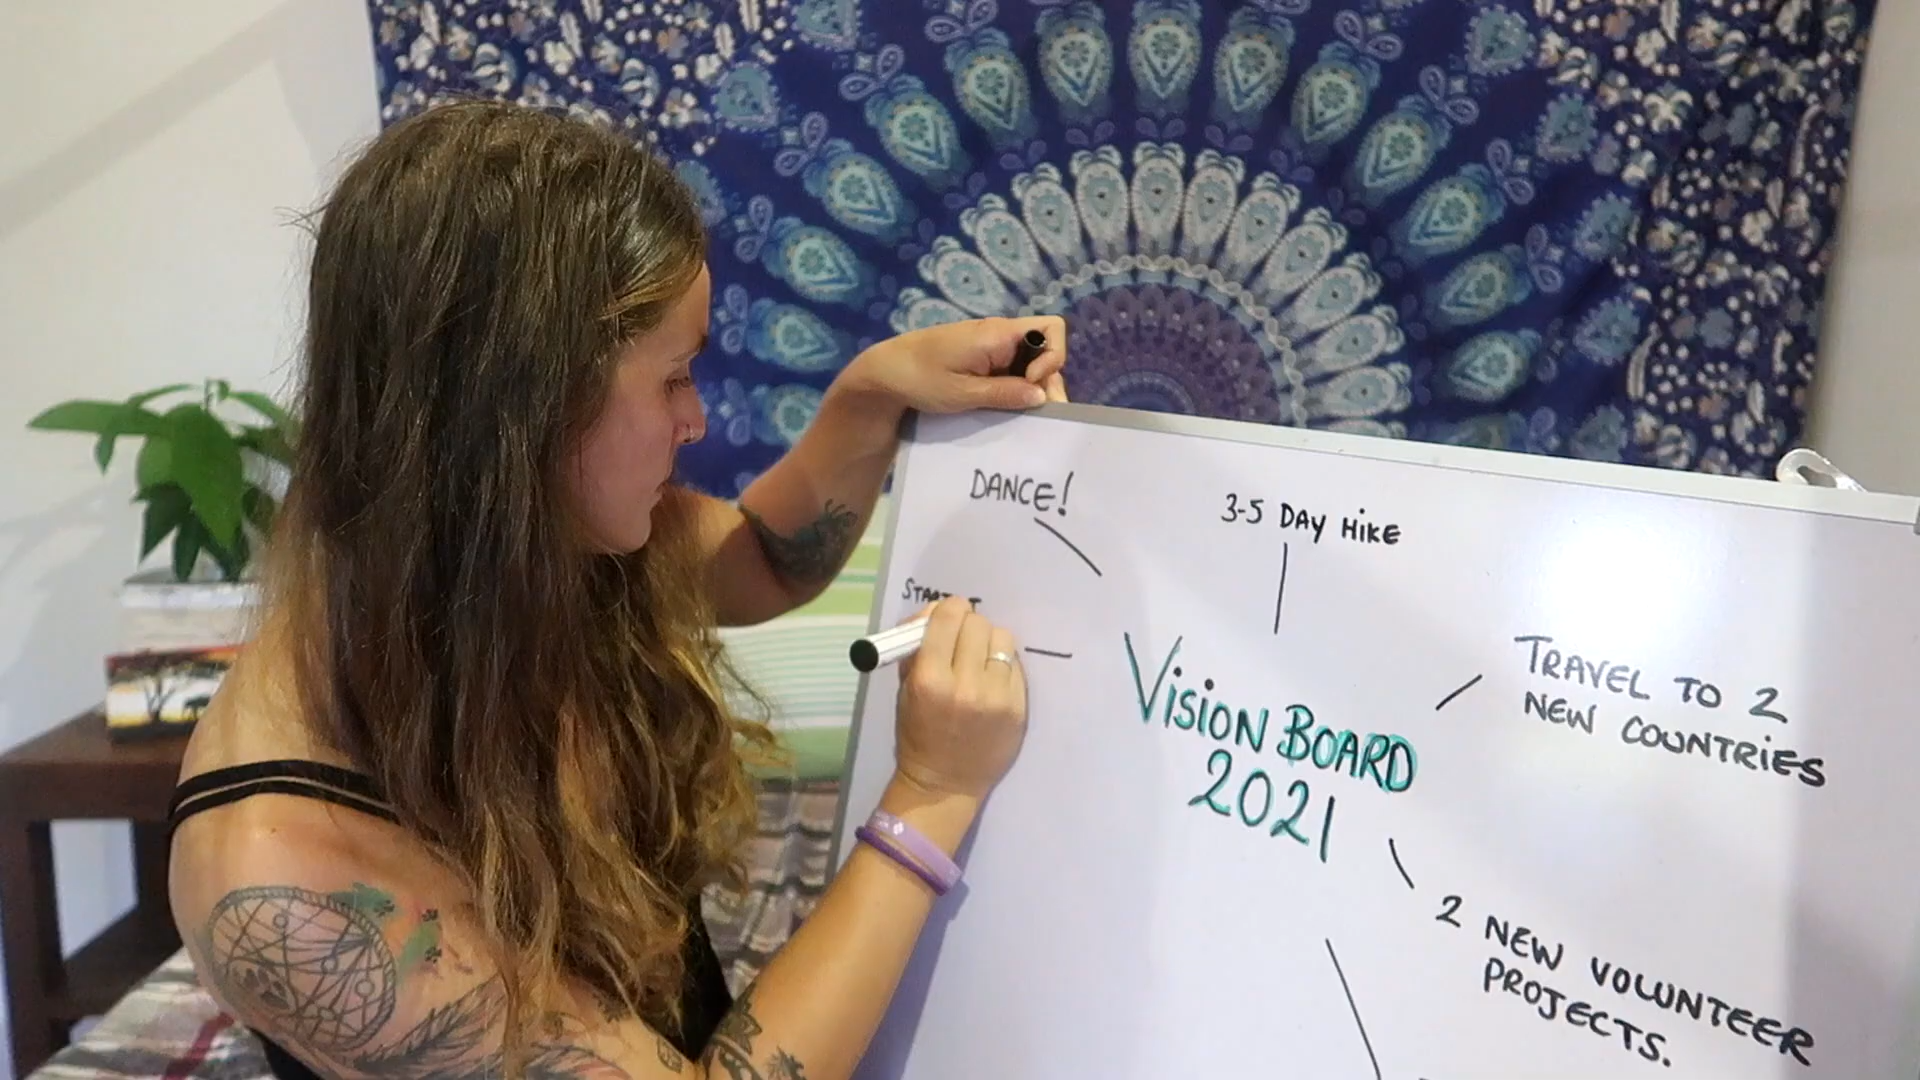 DANCE!
3-5 DAY HIKE
TRAVEL TO 2
NEW COUNTRIES
VISION BOARD
2021
2 NEW VOLUNTEER
PROJECTS.